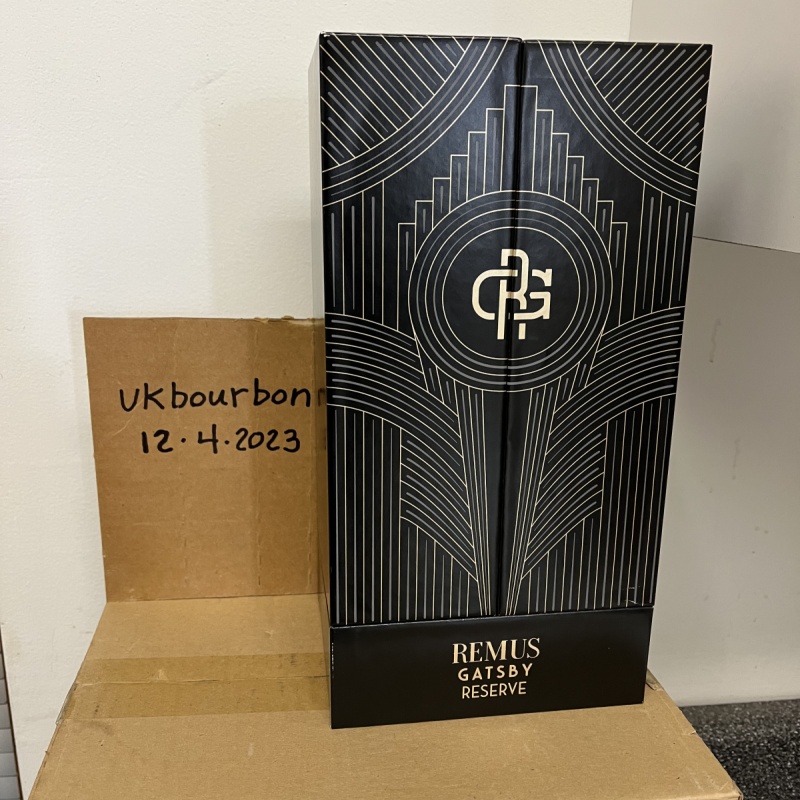 UKbourbon
12·4·2023
REMUS
GATSBY
RESERVE